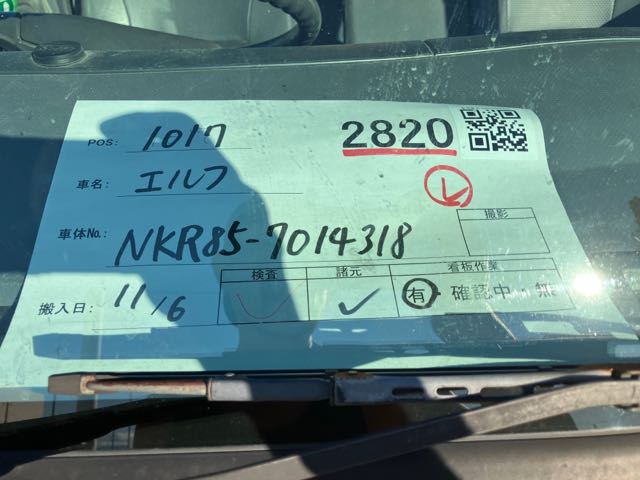 POS: 1017
2820
車名: エルフ
レ
車体No.: NKR85-7014318
撮影
搬入日: 11/6
検査 諸元 看板作業
有・確認中・無